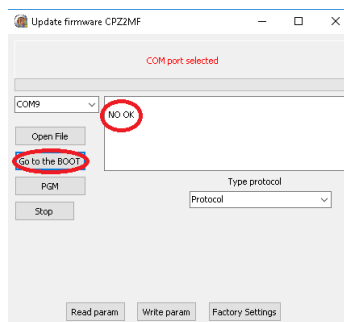 Update firmware CPZ2MF
COM port selected
COM9
NO OK
Open File
Go to the BOOT
PGM
Type protocol
Protocol
Stop
Read param
Write param
Factory Settings